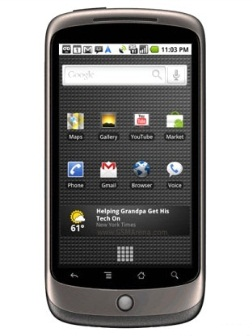 11:03 PM
Google
Maps Gallery YouTube Market
Phone Gmail Browser Voice
Helping Grandpa Get His
Tech On
New York Times
61°